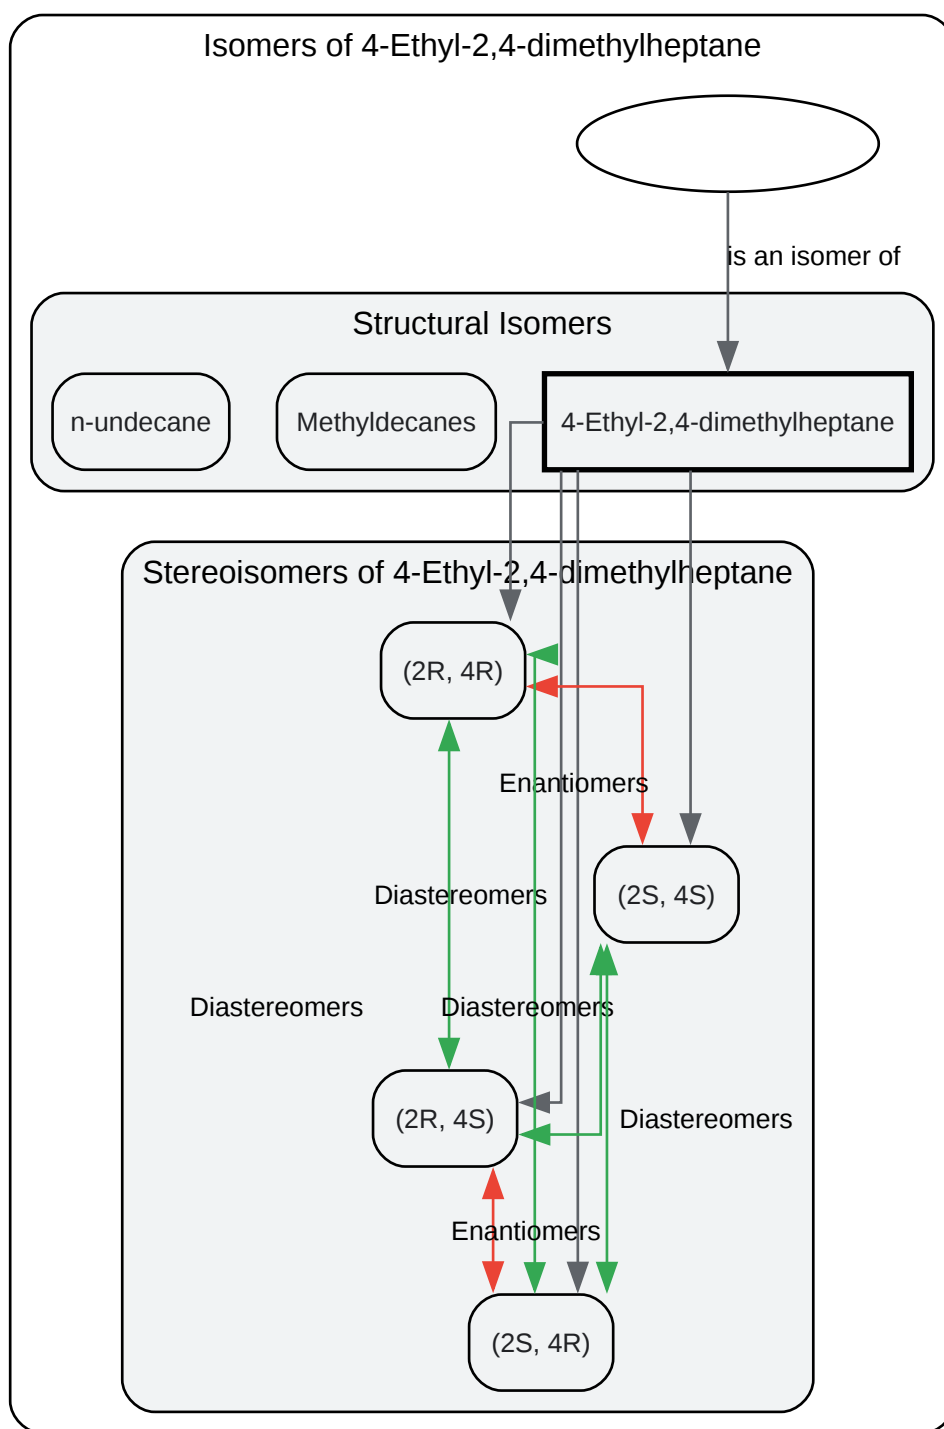 Isomers of 4-Ethyl-2,4-dimethylheptane
is an isomer of
Structural Isomers
n-undecane
Methyldecanes
4-Ethyl-2,4-dimethylheptane
Stereoisomers of 4-Ethyl-2,4-dimethylheptane
(2R, 4R)
Enantiomers
Diastereomers
(2S, 4S)
Diastereomers
Diastereomers
(2R, 4S)
Diastereomers
Enantiomers
(2S, 4R)